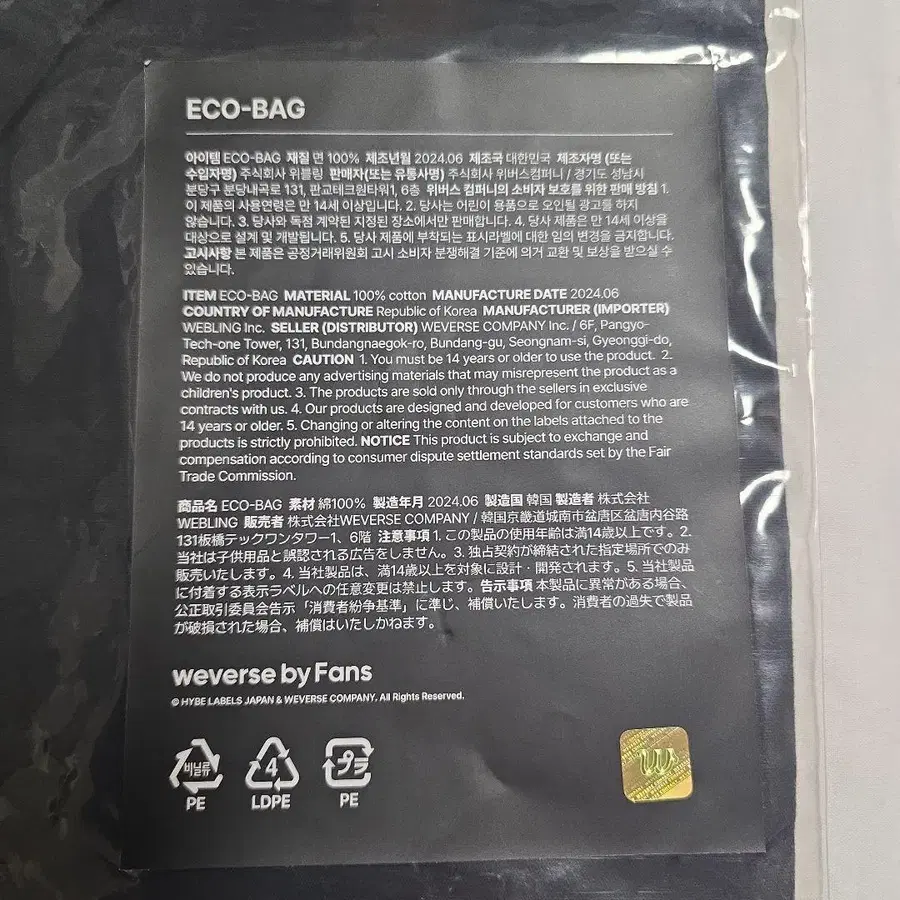 ECO-BAG
아이템 ECO-BAG 재질 면 100% 제조년월 2024.06 제조국 대한민국 제조자명 (또는
수입자명) 주식회사 위블링 판매자(또는 유통사명) 주식회사 위버스컴퍼니 / 경기도 성남시
분당구 분당내곡로 131, 판교테크원타워1, 6층 위버스 컴퍼니의 소비자 보호를 위한 판매 방침 1.
이 제품의 사용연령은 만 14세 이상입니다. 2. 당사는 어린이 용품으로 오인될 광고를 하지
않습니다. 3. 당사와 독점 계약된 지정된 장소에서만 판매합니다. 4. 당사 제품은 만 14세 이상을
대상으로 설계 및 개발됩니다. 5. 당사 제품에 부착되는 표시라벨에 대한 임의 변경을 금지합니다.
고시사항 본 제품은 공정거래위원회 고시 소비자 분쟁해결 기준에 의거 교환 및 보상을 받으실 수
있습니다.
ITEM ECO-BAG MATERIAL 100% cotton MANUFACTURE DATE 2024.06
COUNTRY OF MANUFACTURE Republic of Korea MANUFACTURER (IMPORTER)
WEBLING Inc. SELLER (DISTRIBUTOR) WEVERSE COMPANY Inc. / 6F, Pangyo-
Tech-one Tower, 131, Bundangnaegok-ro, Bundang-gu, Seongnam-si, Gyeonggi-do,
Republic of Korea CAUTION 1. You must be 14 years or older to use the product. 2.
We do not produce any advertising materials that may misrepresent the product as a
children's product. 3. The products are sold only through the sellers in exclusive
contracts with us. 4. Our products are designed and developed for customers who are
14 years or older. 5. Changing or altering the content on the labels attached to the
products is strictly prohibited. NOTICE This product is subject to exchange and
compensation according to consumer dispute settlement standards set by the Fair
Trade Commission.
商品名 ECO-BAG 素材 綿100% 製造年月 2024.06 製造国 韓国 製造者 株式会社
WEBLING 販売者 株式会社WEVERSE COMPANY / 韓国京畿道城南市盆唐区盆唐内谷路
131板橋テックワンタワー1、6階 注意事項 1. この製品の使用年齢は満14歳以上です。2.
当社は子供用品と誤認される広告をしません。3. 独占契約が締結された指定場所でのみ
販売いたします。4. 当社製品は、満14歳以上を対象に設計・開発されます。5. 当社製品
に付着する表示ラベルへの任意変更は禁止します。告示事項 本製品に異常がある場合、
公正取引委員会告示「消費者紛争基準」に準じ、補償いたします。消費者の過失で製品
が破損された場合、補償はいたしかねます。
weverse by Fans
© HYBE LABELS JAPAN & WEVERSE COMPANY. All Rights Reserved.
비닐류 4 プラ
PE LDPE PE
W